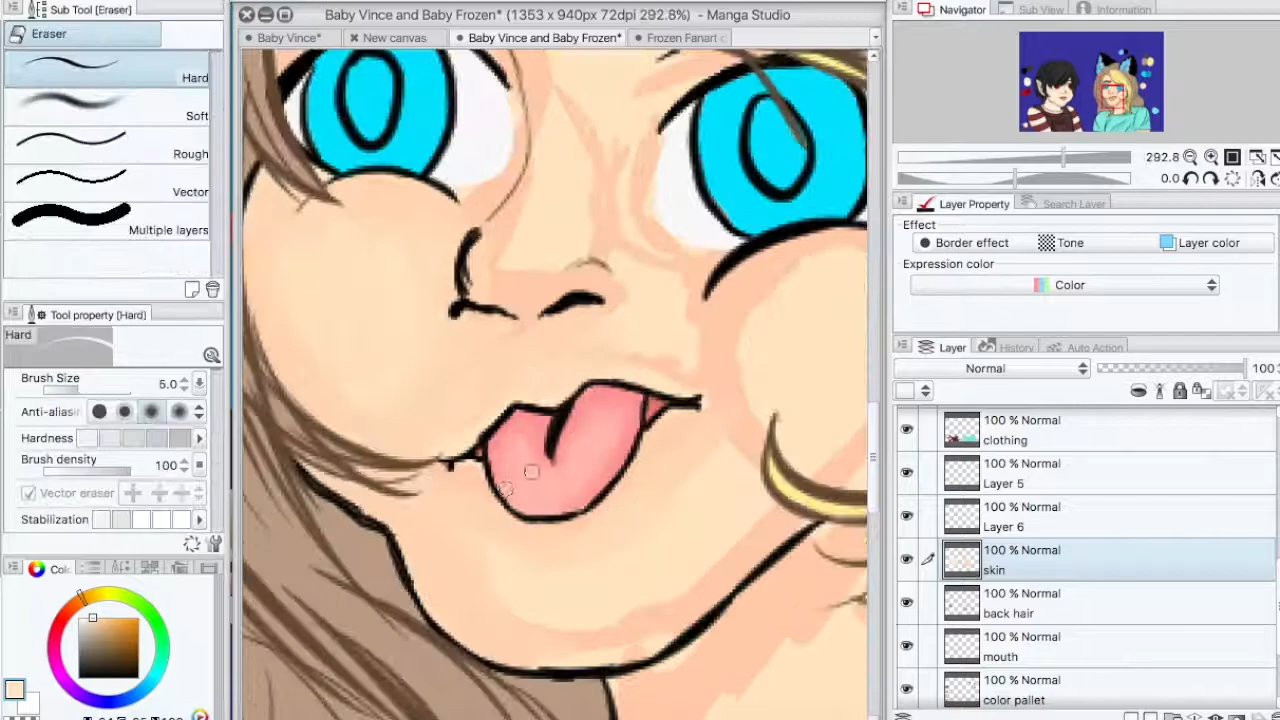 Sub Tool [Eraser]
Eraser
Hard
Soft
Rough
Vector
Multiple layers
Tool property [Hard]
Hard
Brush Size 5.0
Anti-aliasi
Hardness
Brush density 100
Vector eraser
Stabilization
Baby Vince and Baby Frozen* (1353 x 940px 72dpi 292.8%) - Manga Studio
Baby Vince*
New canvas
Baby Vince and Baby Frozen*
Frozen Fanart
Navigator
Sub View
Information
292.8
0.0
Layer Property
Search Layer
Effect
Border effect
Tone
Layer color
Expression color
Color
Layer
History
Auto Action
Normal
100
100 % Normal
clothing
100 % Normal
Layer 5
100 % Normal
Layer 6
100 % Normal
skin
100 % Normal
back hair
100 % Normal
mouth
100 % Normal
color pallet